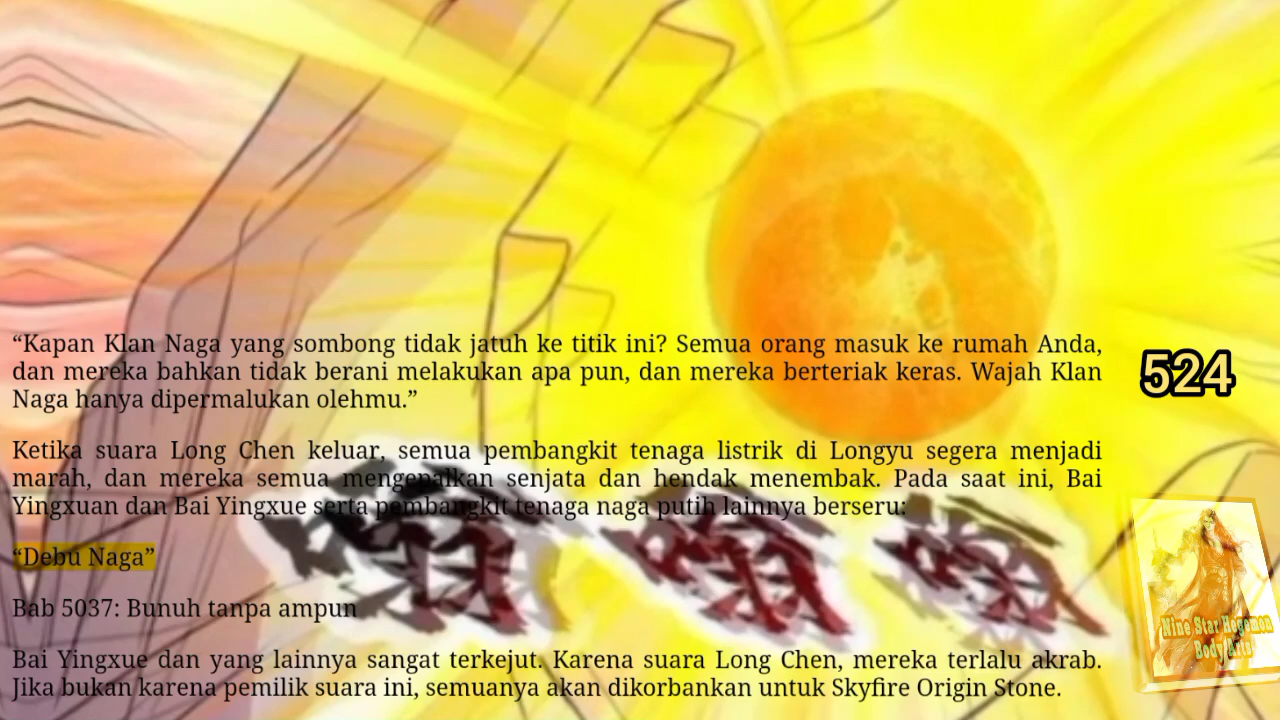 “Kapan Klan Naga yang sombong tidak jatuh ke titik ini? Semua orang masuk ke rumah Anda,
dan mereka bahkan tidak berani melakukan apa pun, dan mereka berteriak keras. Wajah Klan
Naga hanya dipermalukan olehmu.”
524
Ketika suara Long Chen keluar, semua pembangkit tenaga listrik di Longyu segera menjadi
marah, dan mereka semua mengepalkan senjata dan hendak menembak. Pada saat ini, Bai
Yingxuan dan Bai Yingxue serta pembangkit tenaga naga putih lainnya berseru:
“Debu Naga”
Bab 5037: Bunuh tanpa ampun
Nine Star Hegemon
Body Arts
Bai Yingxue dan yang lainnya sangat terkejut. Karena suara Long Chen, mereka terlalu akrab.
Jika bukan karena pemilik suara ini, semuanya akan dikorbankan untuk Skyfire Origin Stone.